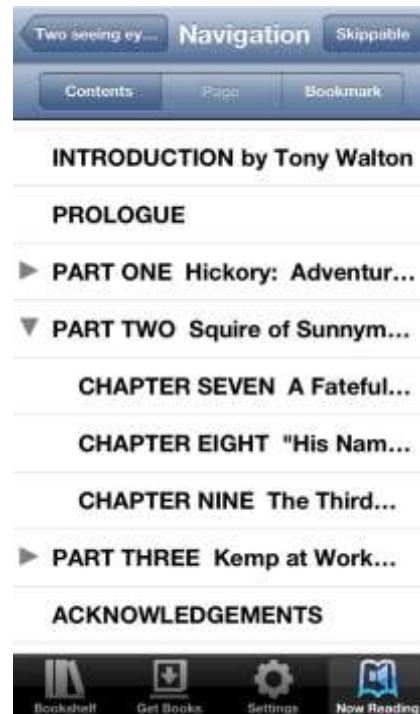 Two seeing ey... Navigation Skippable
Contents Page Bookmark
INTRODUCTION by Tony Walton
PROLOGUE
PART ONE Hickory: Adventur...
PART TWO Squire of Sunnym...
CHAPTER SEVEN A Fateful...
CHAPTER EIGHT "His Nam...
CHAPTER NINE The Third...
PART THREE Kemp at Work...
ACKNOWLEDGEMENTS
Bookshelf Get Books Settings Now Reading